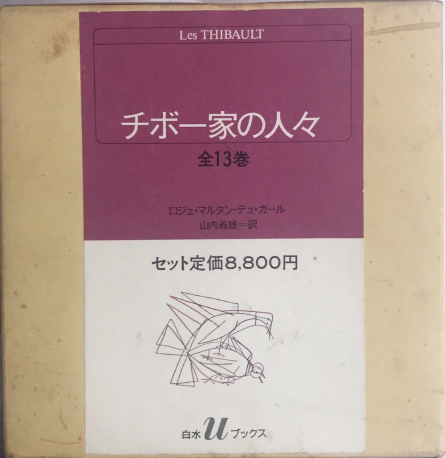 Les THIBAULT
チボー家の人々
全13巻
ロジェ・マルタン・デュ・ガール
山内義雄＝訳
セット定価8,800円
白水uブックス